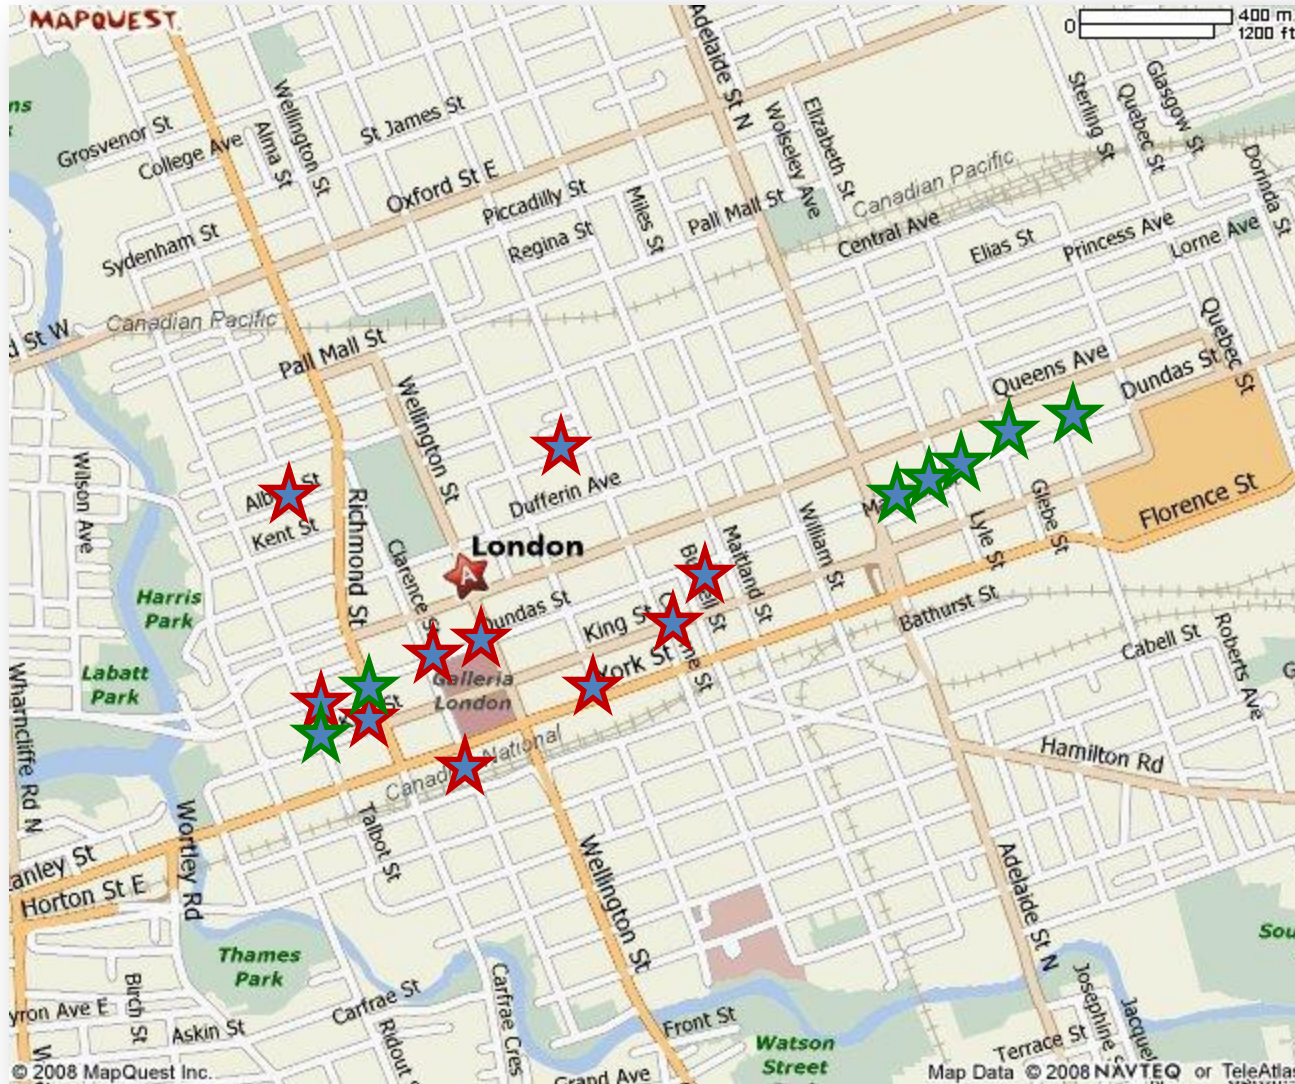 MAPQUEST.
0
400 m
1200 ft
Adelaide St N
Wellington St
Alma St
Grosvenor St
College Ave
St James St
Oxford St E
Piccadilly St
Regina St
Miles St
Pall Mall St
Wolseley Ave
Elizabeth St
Canadian Pacific
Central Ave
Elias St
Princess Ave
Lorne Ave
Sterling St
Quebec St
Glasgow St
Dorinda St
Sydenham St
Canadian Pacific
St W
Pall Mall St
Wellington St
Queens Ave
Dundas St
Quebec St
Wilson Ave
St
Kent St
Richmond St
Dufferin Ave
Clarence St
London
A
Dundas St
King St
York St
Maitland St
William St
Lyle St
Glebe St
Florence St
Bathurst St
Cabell St
Roberts Ave
Harris
Park
Labatt
Park
Wharncliffe Rd N
Galleria
London
National
Hamilton Rd
Talbot St
Wortley Rd
Horton St E
Wellington St
Adelaide St N
Thames
Park
Birch St
Askin St
Carfrae St
Ridout
Carfrae Cres
Front St
Grand Ave
Watson
Street
Terrace St
Josephine
© 2008 MapQuest Inc.
Map Data © 2008 NAVTEQ or TeleAtlas